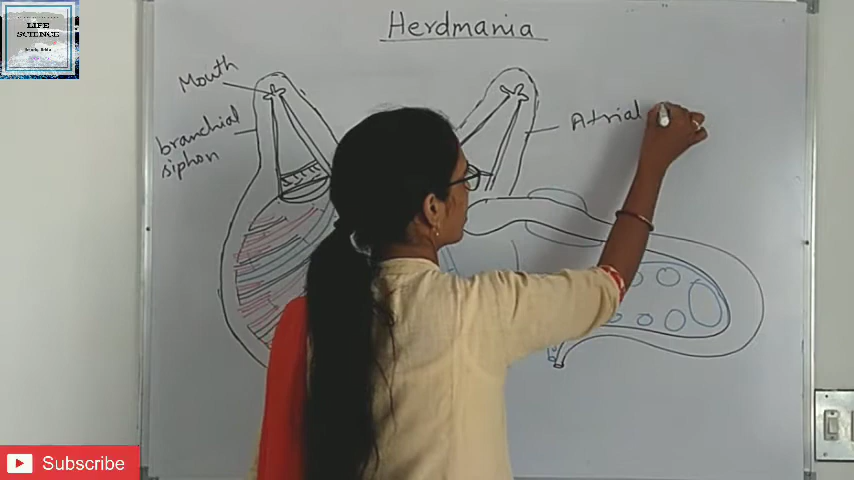 LIFE
SCIENCE
Herdmania
Mouth
branchial
siphon
Atrial
Subscribe